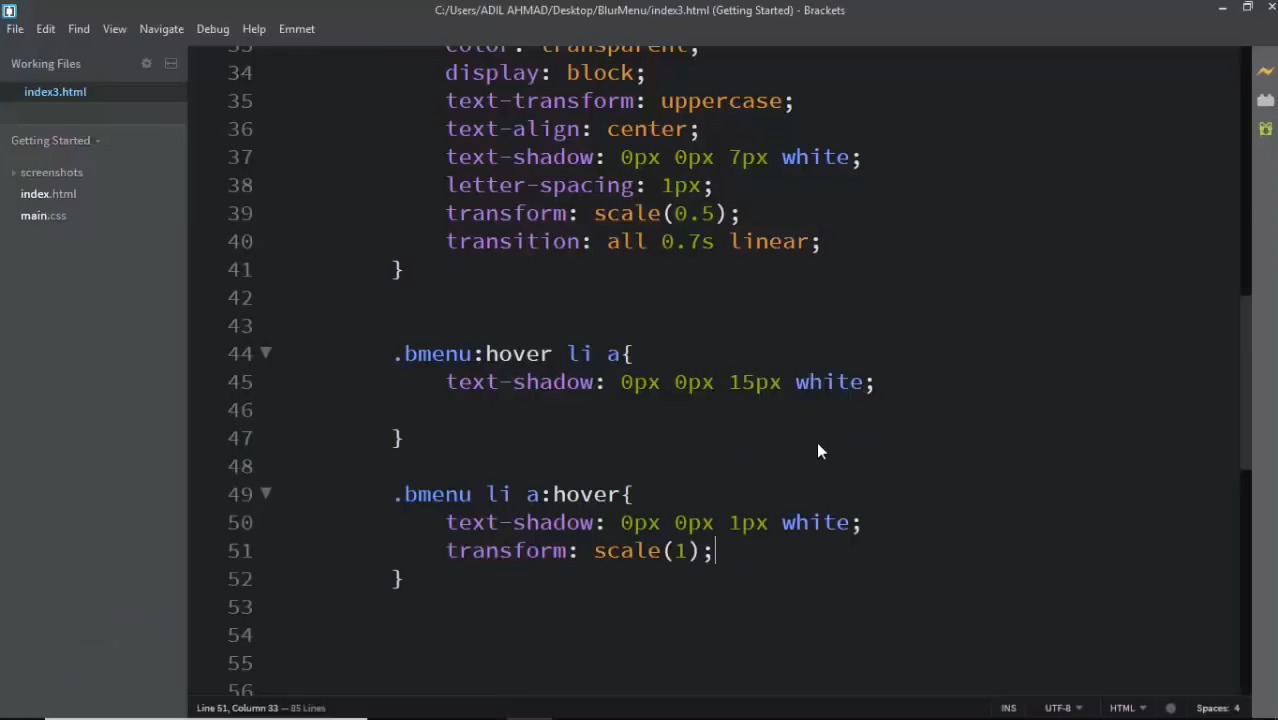 C:/Users/ADIL AHMAD/Desktop/BlurMenu/index3.html (Getting Started) - Brackets
File Edit Find View Navigate Debug Help Emmet
Working Files
index3.html
Getting Started
screenshots
index.html
main.css
33 color: transparent;
34 display: block;
35 text-transform: uppercase;
36 text-align: center;
37 text-shadow: 0px 0px 7px white;
38 letter-spacing: 1px;
39 transform: scale(0.5);
40 transition: all 0.7s linear;
41 }
42
43
44 .bmenu:hover li a{
45 text-shadow: 0px 0px 15px white;
46
47 }
48
49 .bmenu li a:hover{
50 text-shadow: 0px 0px 1px white;
51 transform: scale(1);
52 }
53
54
55
56
Line 51, Column 33 — 85 Lines INS UTF-8 HTML Spaces: 4